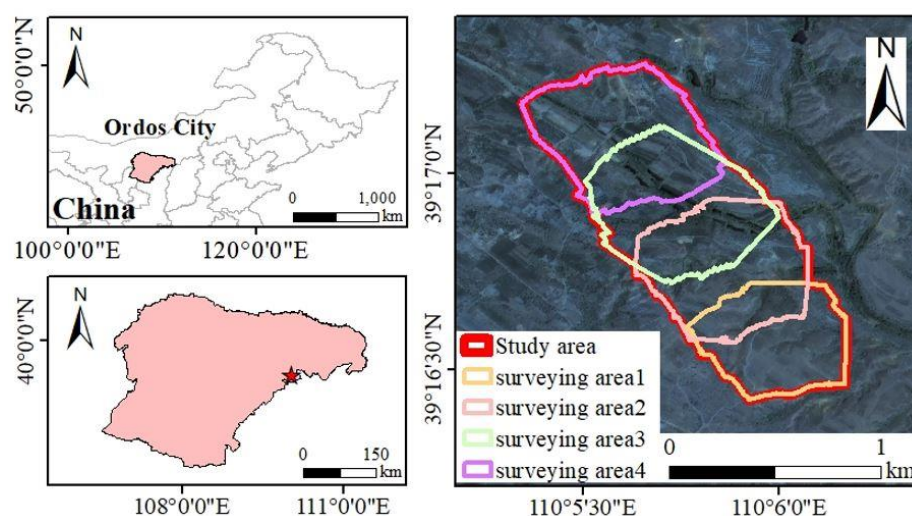 N
50°0'0"N
Ordos City
China
0 1,000
km
100°0'0"E 120°0'0"E
N
40°0'0"N
0 150
km
108°0'0"E 111°0'0"E
N
39°17'0"N
39°16'30"N
Study area
surveying area1
surveying area2
surveying area3
surveying area4
0 1
km
110°5'30"E 110°6'0"E